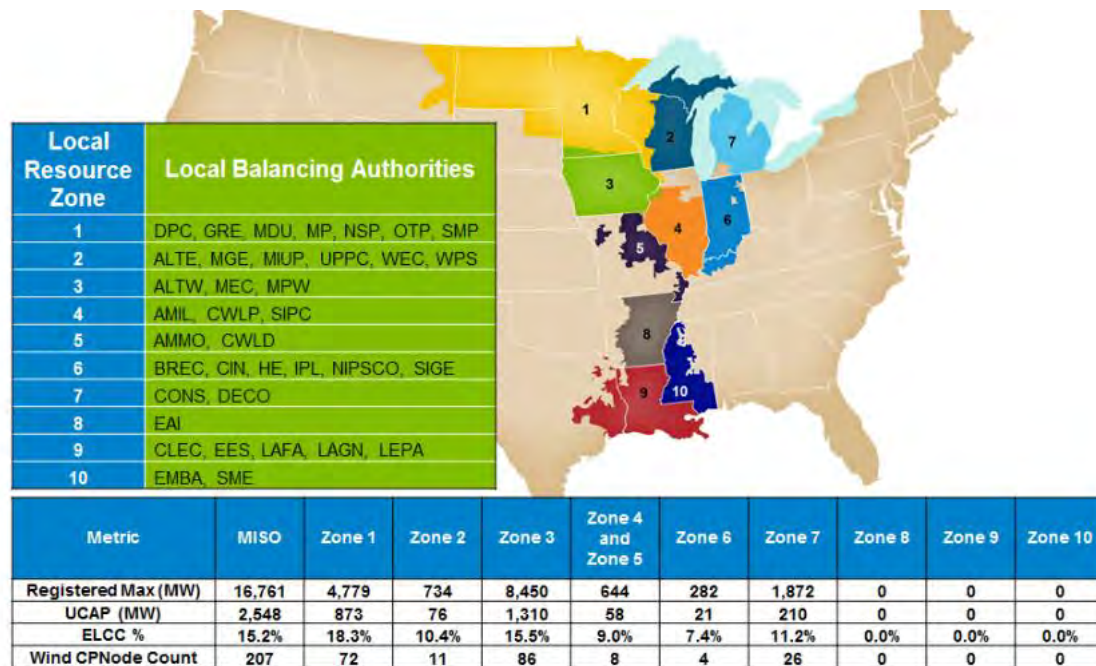 1
2
7
3
4
6
5
8
9
10
Local
Resource
Zone
Local Balancing Authorities
1 DPC, GRE, MDU, MP, NSP, OTP, SMP
2 ALTE, MGE, MIUP, UPPC, WEC, WPS
3 ALTW, MEC, MPW
4 AMIL, CWLP, SIPC
5 AMMO, CWLD
6 BREC, CIN, HE, IPL, NIPSCO, SIGE
7 CONS, DECO
8 EAI
9 CLEC, EES, LAFA, LAGN, LEPA
10 EMBA, SME
Metric MISO Zone 1 Zone 2 Zone 3 Zone 4 and Zone 5 Zone 6 Zone 7 Zone 8 Zone 9 Zone 10
Registered Max (MW) 16,761 4,779 734 8,450 644 282 1,872 0 0 0
UCAP (MW) 2,548 873 76 1,310 58 21 210 0 0 0
ELCC % 15.2% 18.3% 10.4% 15.5% 9.0% 7.4% 11.2% 0.0% 0.0% 0.0%
Wind CPNode Count 207 72 11 86 8 4 26 0 0 0